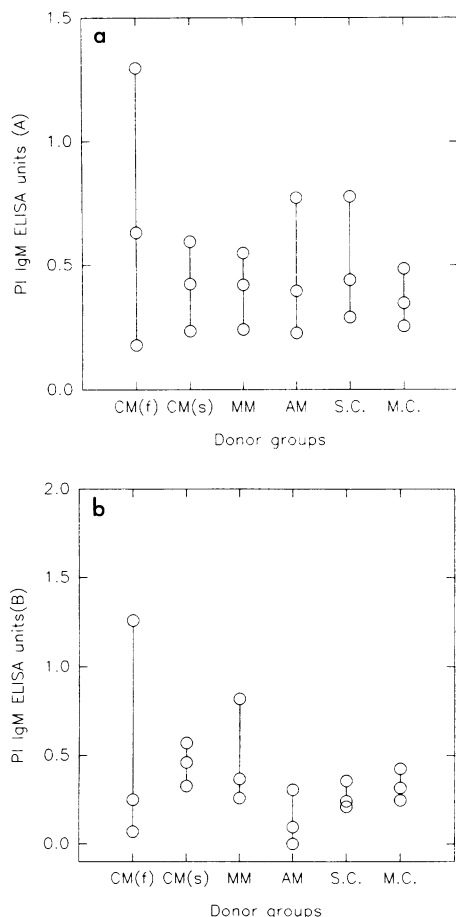 a
1.5
1.0
0.5
0.0
PI IgM ELISA units (A)
CM(f) CM(s) MM AM S.C. M.C.
Donor groups
b
2.0
1.5
1.0
0.5
0.0
PI IgM ELISA units(B)
CM(f) CM(s) MM AM S.C. M.C.
Donor groups